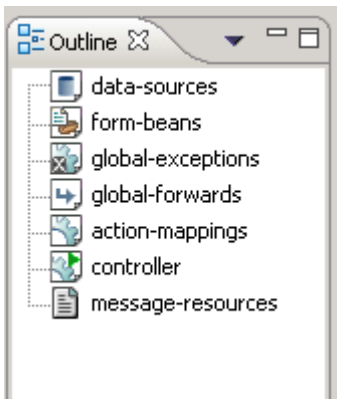 Outline
data-sources
form-beans
global-exceptions
global-forwards
action-mappings
controller
message-resources